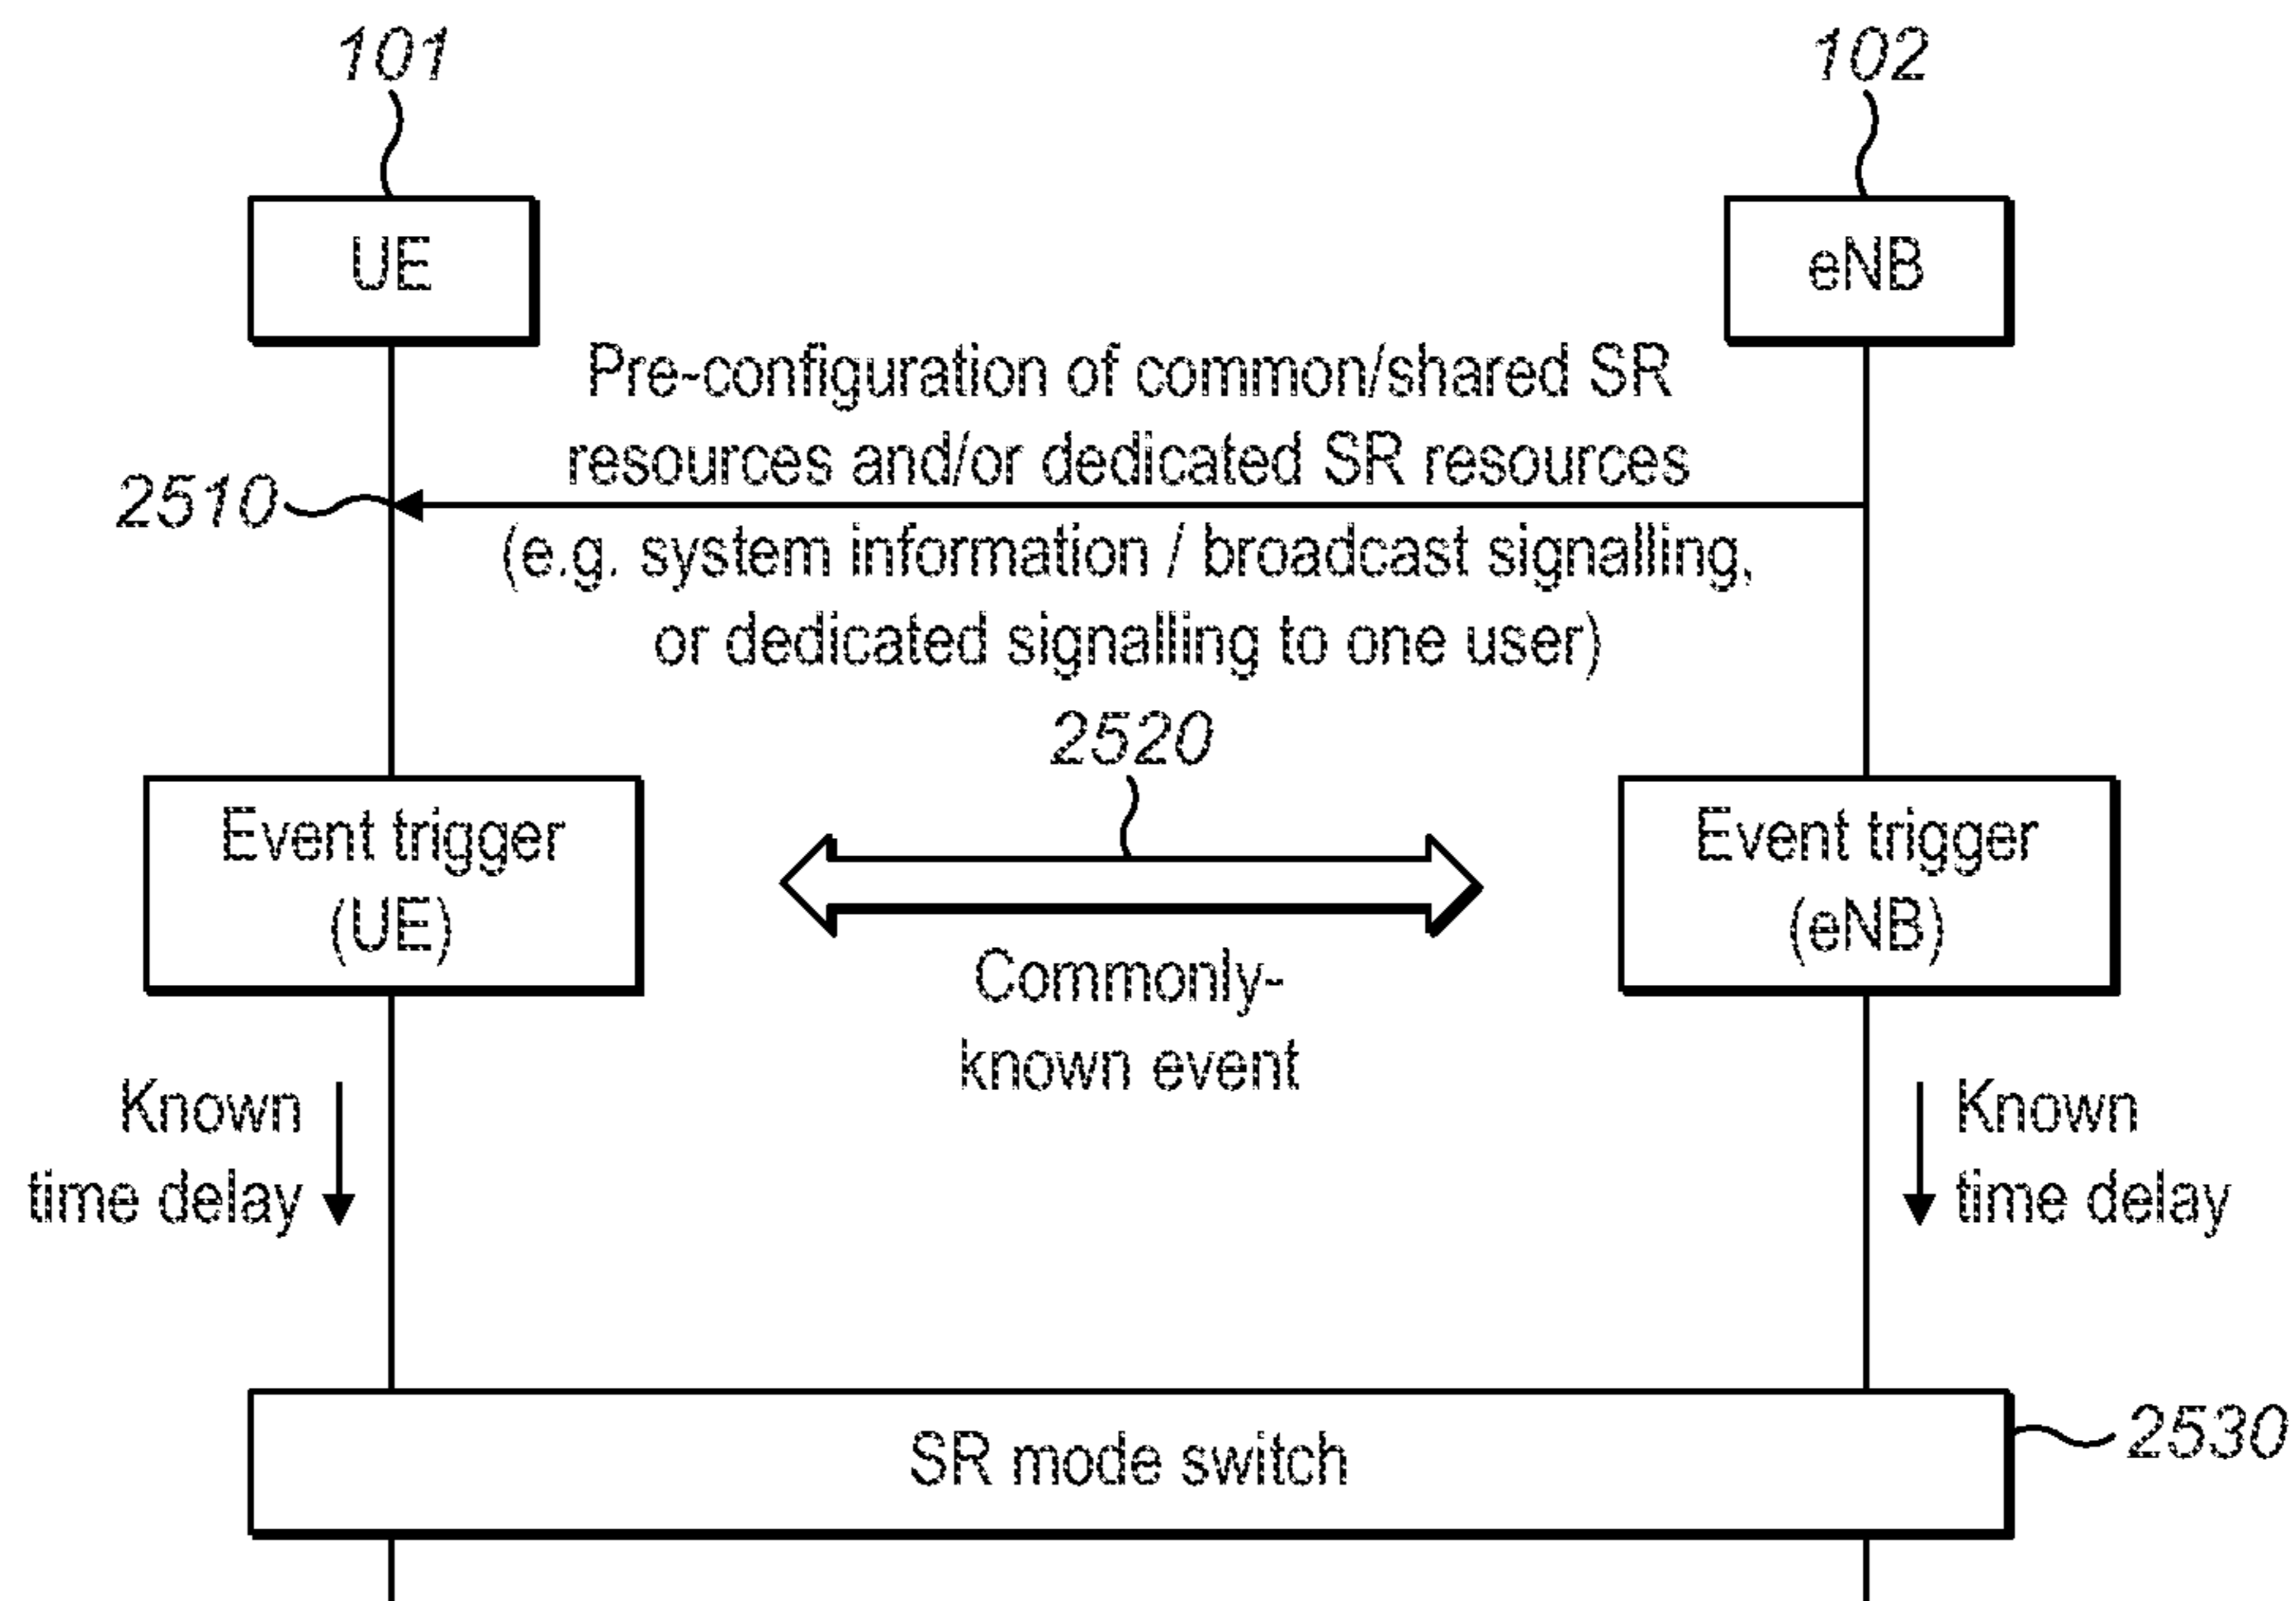 101
102
UE
eNB
Pre-configuration of common/shared SR
resources and/or dedicated SR resources
2510
(e.g. system information / broadcast signalling,
or dedicated signalling to one user)
2520
Event trigger
(UE)
Event trigger
(eNB)
Commonly-
known event
Known
time delay
Known
time delay
SR mode switch
2530